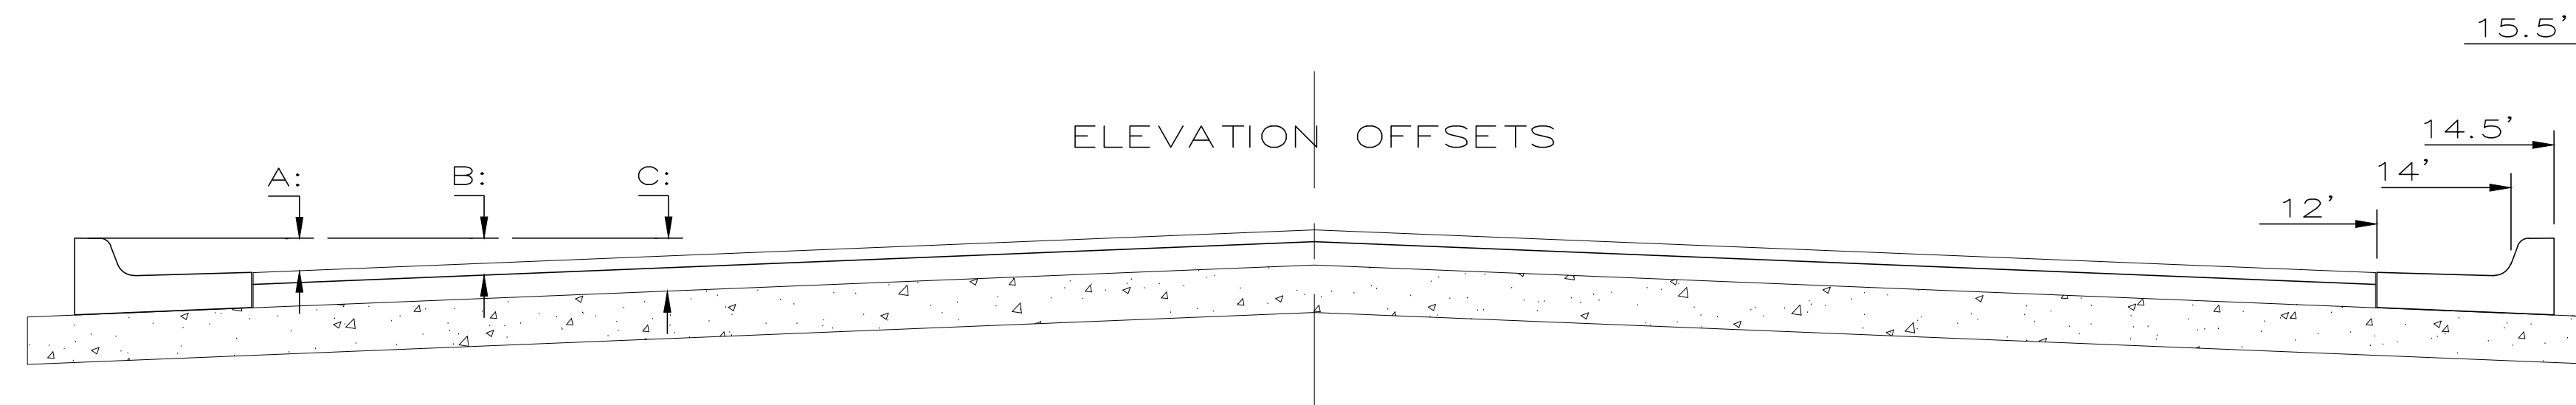 15.5’
ELEVATION OFFSETS
14.5’
A:
B:
C:
14’
12’